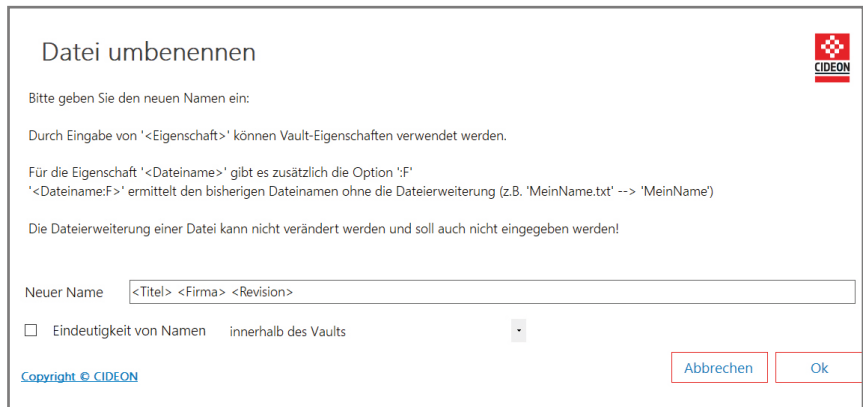 Datei umbenennen
CIDEON
Bitte geben Sie den neuen Namen ein:
Durch Eingabe von '<Eigenschaft>' können Vault-Eigenschaften verwendet werden.
Für die Eigenschaft '<Dateiname>' gibt es zusätzlich die Option ':F'
'<Dateiname:F>' ermittelt den bisherigen Dateinamen ohne die Dateierweiterung (z.B. 'MeinName.txt' --> 'MeinName')
Die Dateierweiterung einer Datei kann nicht verändert werden und soll auch nicht eingegeben werden!
Neuer Name <Titel> <Firma> <Revision>
Eindeutigkeit von Namen innerhalb des Vaults
Abbrechen Ok
Copyright © CIDEON